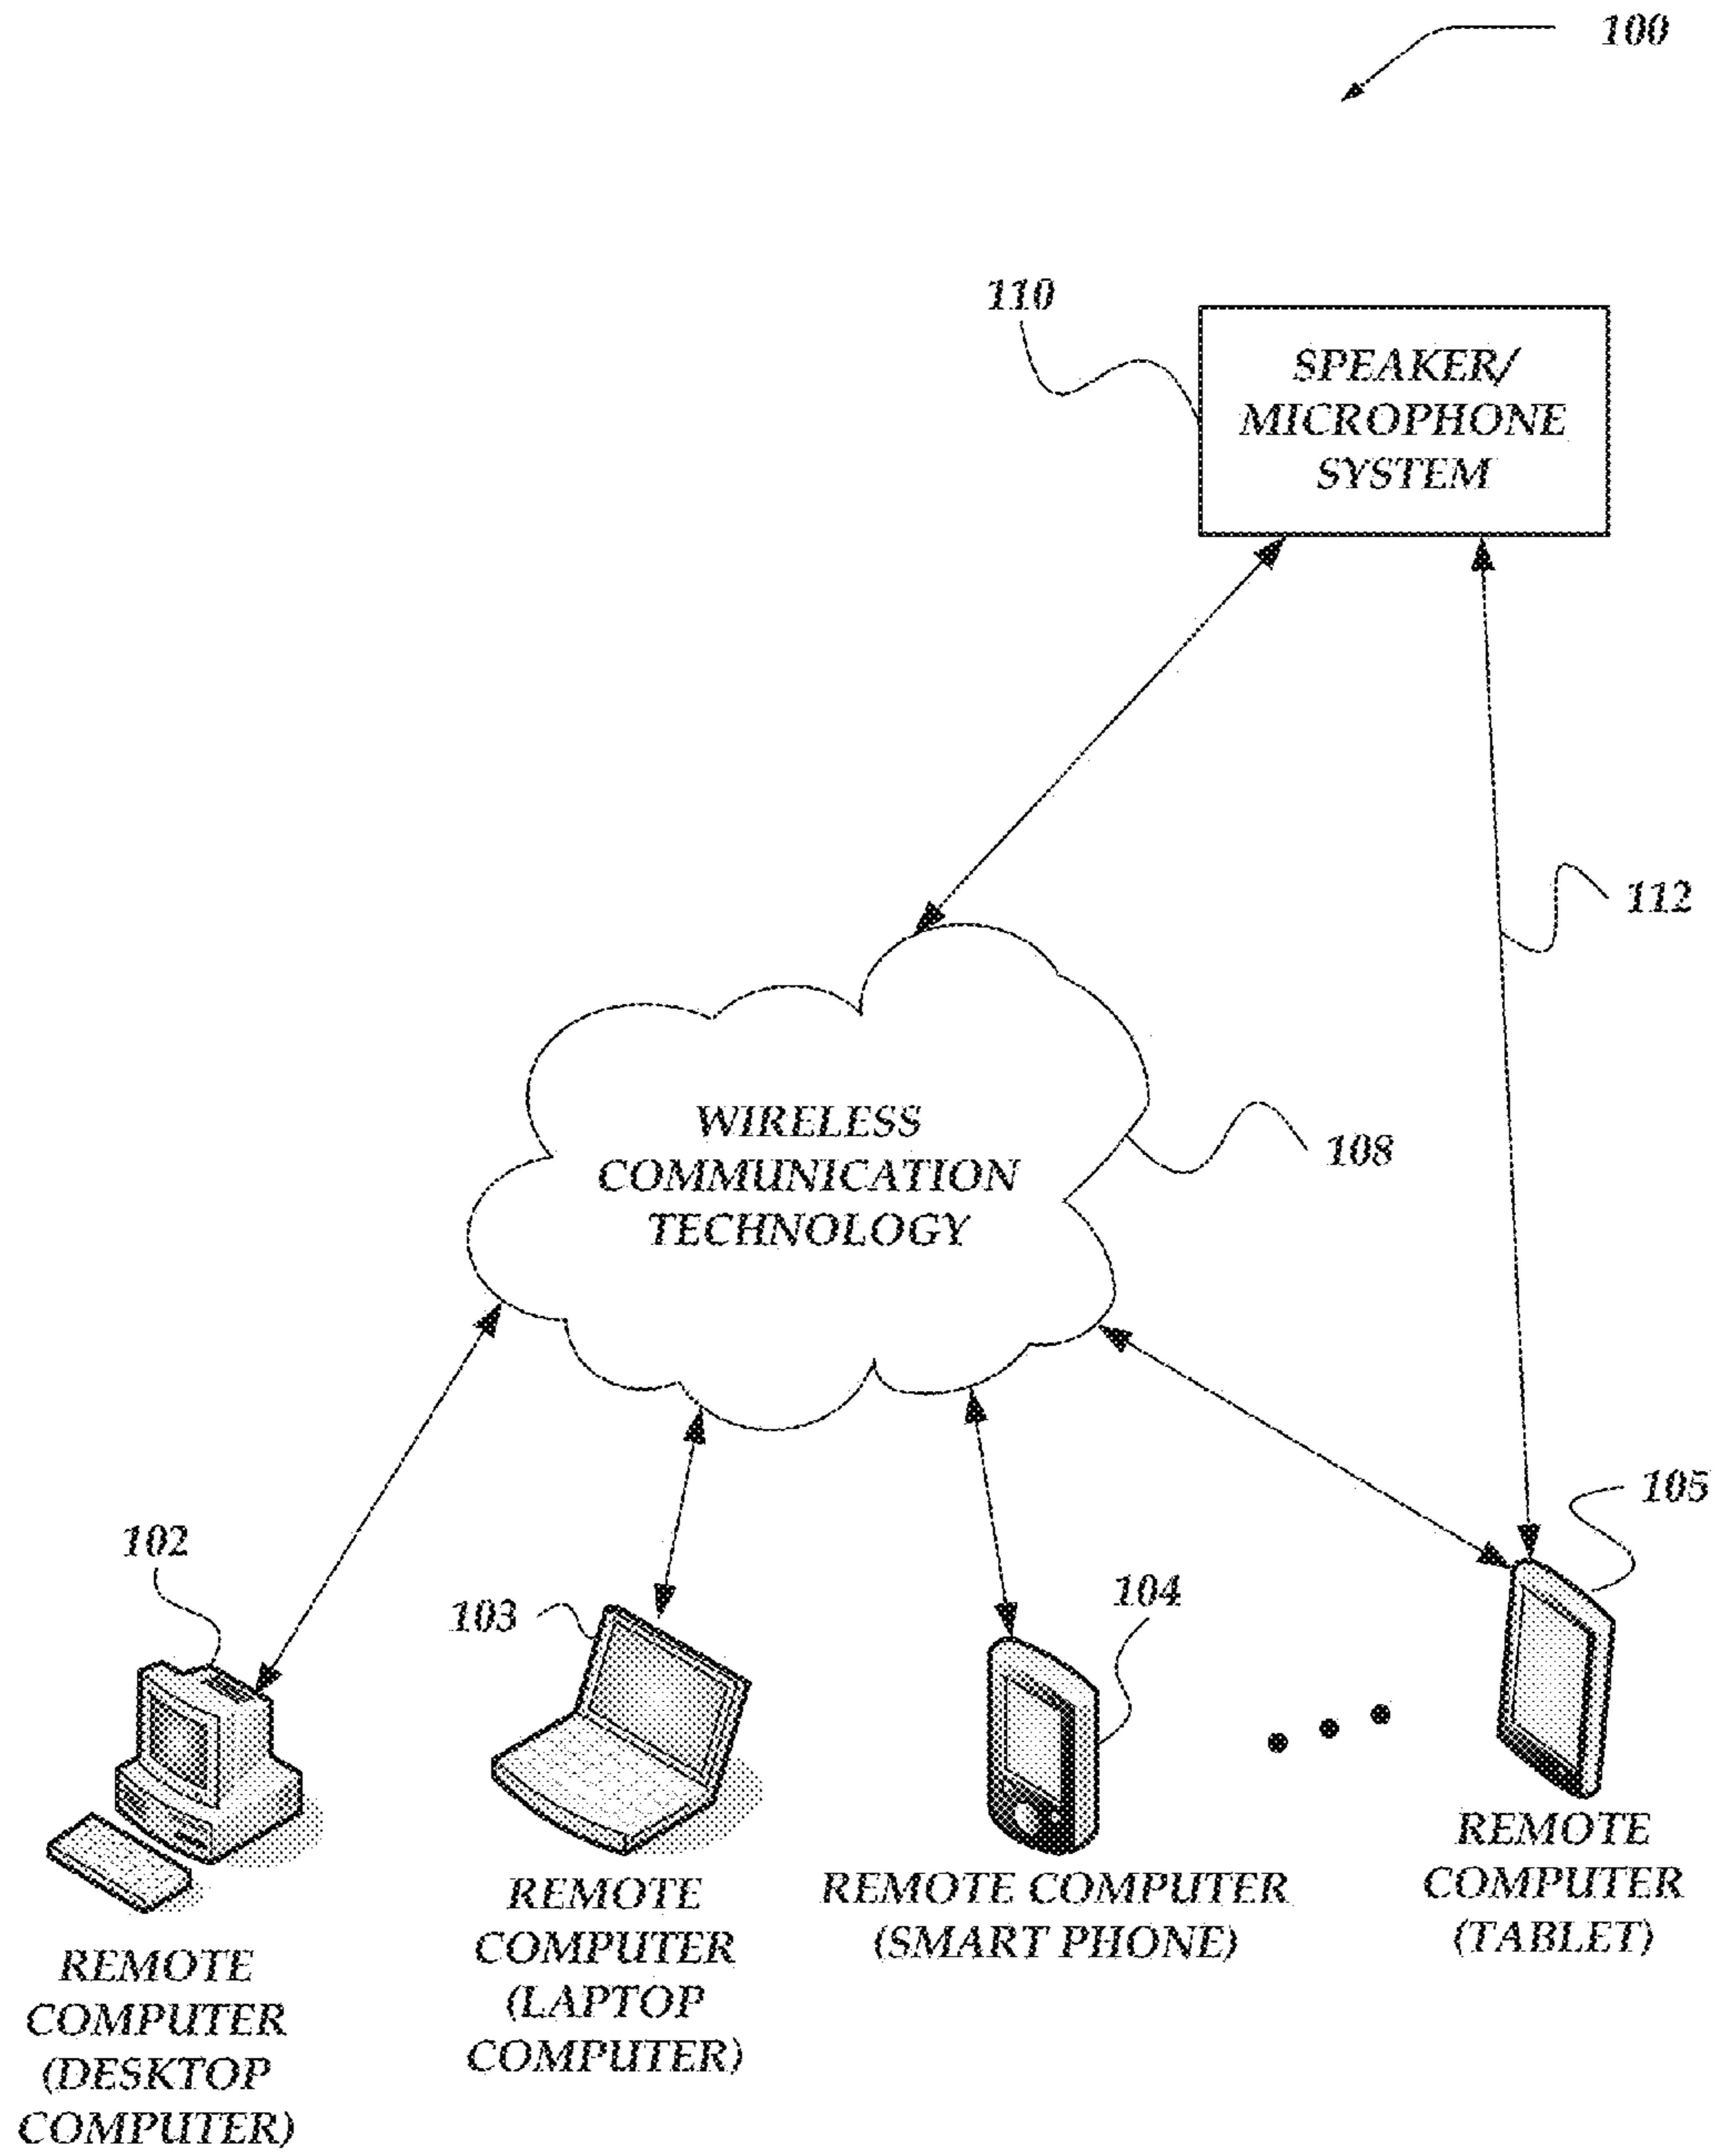 100
110
SPEAKER/
MICROPHONE
SYSTEM
112
WIRELESS
COMMUNICATION
TECHNOLOGY
108
105
102
103
104
REMOTE
COMPUTER
(DESKTOP
COMPUTER)
REMOTE
COMPUTER
(LAPTOP
COMPUTER)
REMOTE COMPUTER
(SMART PHONE)
REMOTE
COMPUTER
(TABLET)